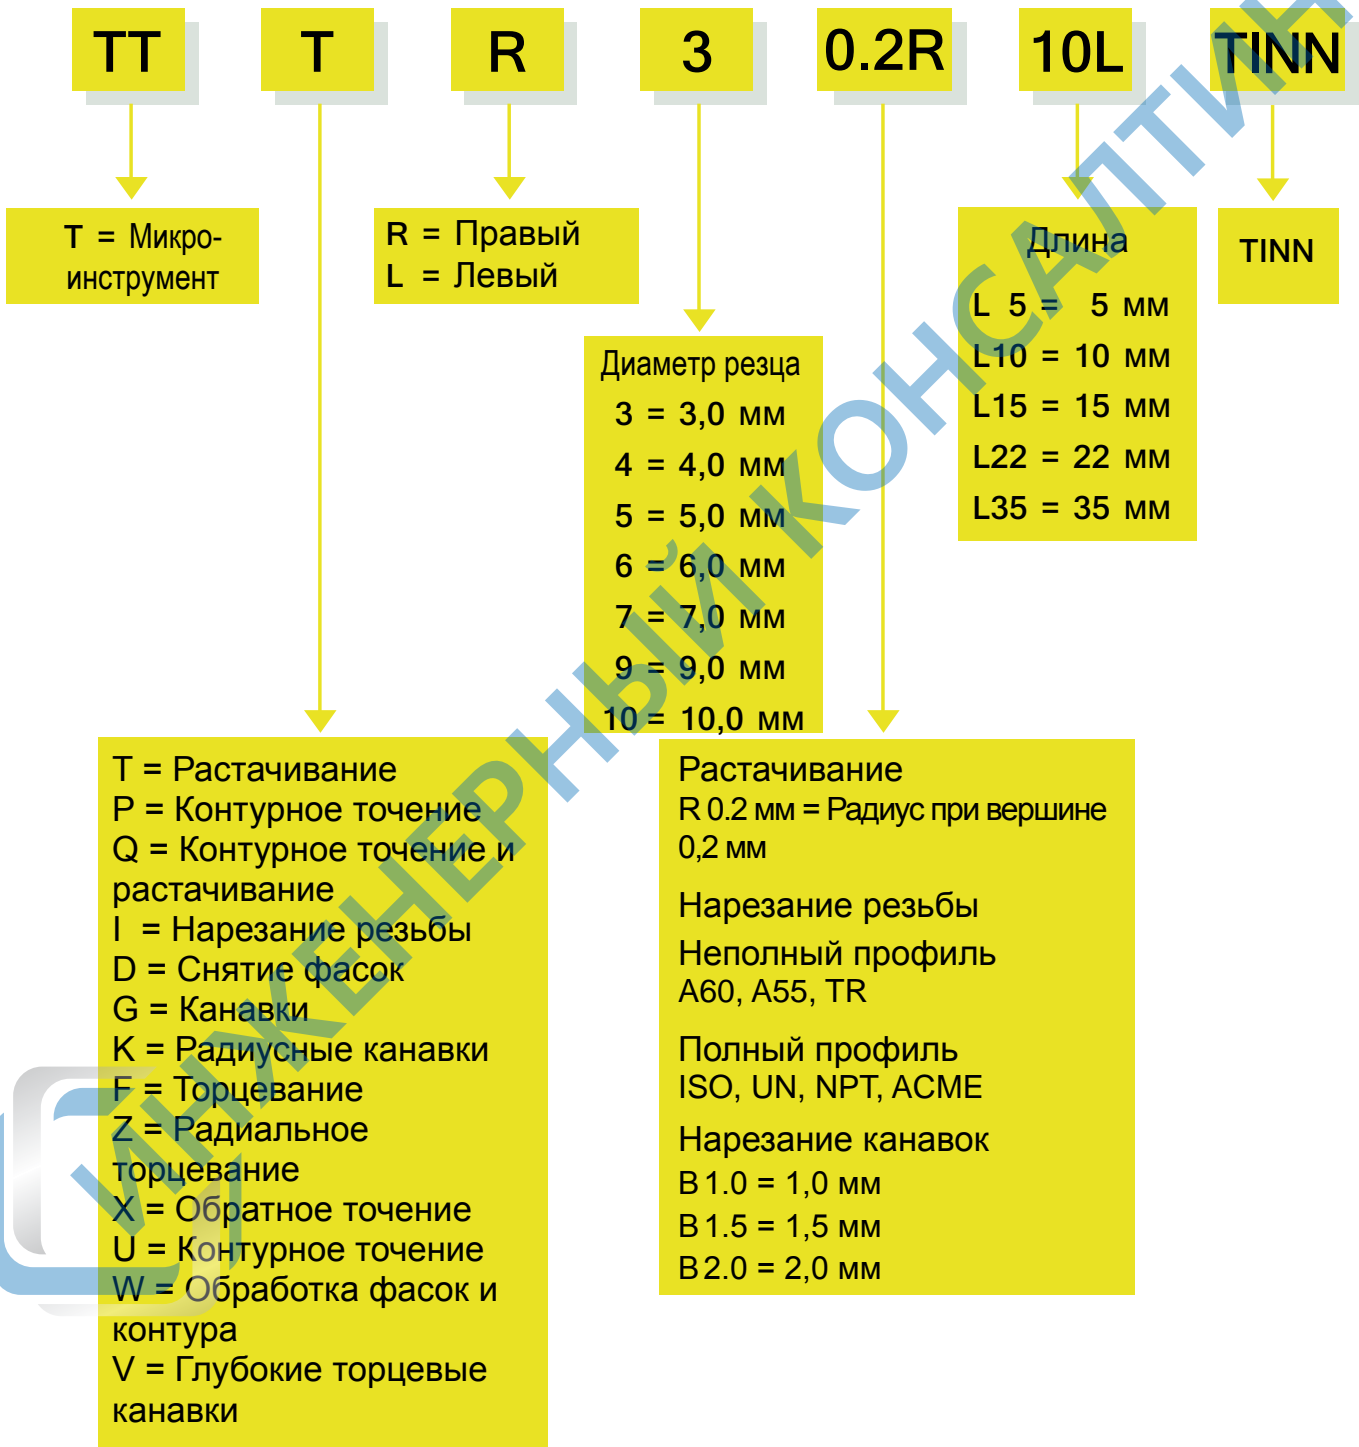 TT T R 3 0.2R 10L TINN
T = Микро-
инструмент
R = Правый
L = Левый
Длина
L 5 = 5 мм
L10 = 10 мм
L15 = 15 мм
L22 = 22 мм
L35 = 35 мм
TINN
Диаметр резца
3 = 3,0 мм
4 = 4,0 мм
5 = 5,0 мм
6 = 6,0 мм
7 = 7,0 мм
9 = 9,0 мм
10 = 10,0 мм
T = Растачивание
P = Контурное точение
Q = Контурное точение и
растачивание
I = Нарезание резьбы
D = Снятие фасок
G = Канавки
K = Радиусные канавки
F = Торцевание
Z = Радиальное
торцевание
X = Обратное точение
U = Контурное точение
W = Обработка фасок и
контура
V = Глубокие торцевые
канавки
Растачивание
R 0.2 мм = Радиус при вершине
0,2 мм
Нарезание резьбы
Неполный профиль
A60, A55, TR
Полный профиль
ISO, UN, NPT, ACME
Нарезание канавок
B 1.0 = 1,0 мм
B 1.5 = 1,5 мм
B 2.0 = 2,0 мм
ИНЖЕНЕРНЫЙ КОНСАЛТИН